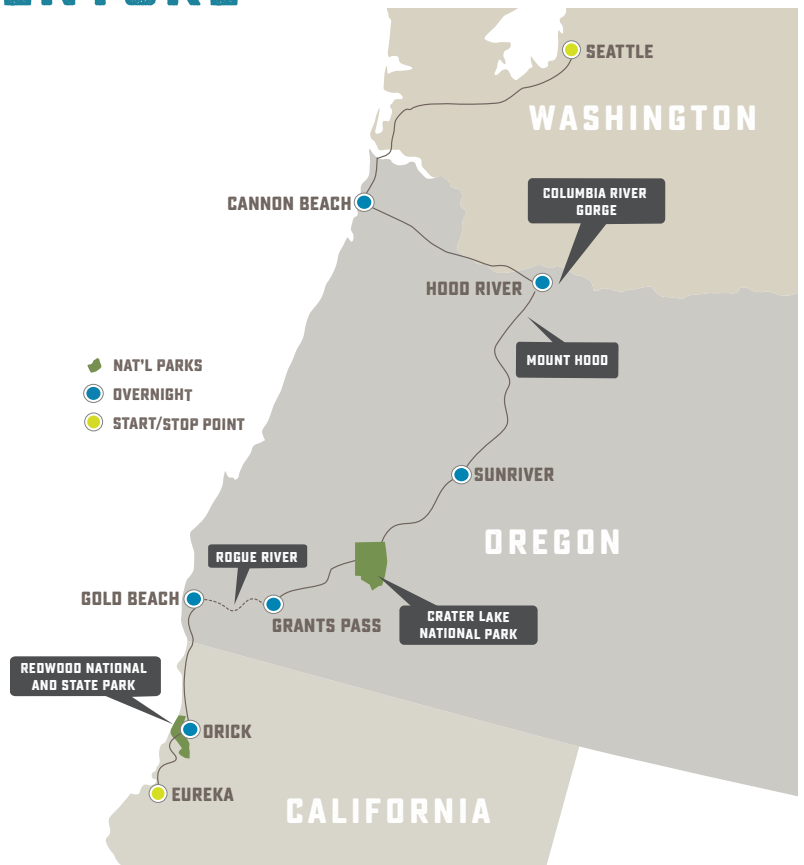 SEATTLE
WASHINGTON
COLUMBIA RIVER
GORGE
CANNON BEACH
HOOD RIVER
MOUNT HOOD
NAT'L PARKS
OVERNIGHT
START/STOP POINT
SUNRIVER
OREGON
ROGUE RIVER
GOLD BEACH
GRANTS PASS
CRATER LAKE
NATIONAL PARK
REDWOOD NATIONAL
AND STATE PARK
ORICK
EUREKA
CALIFORNIA